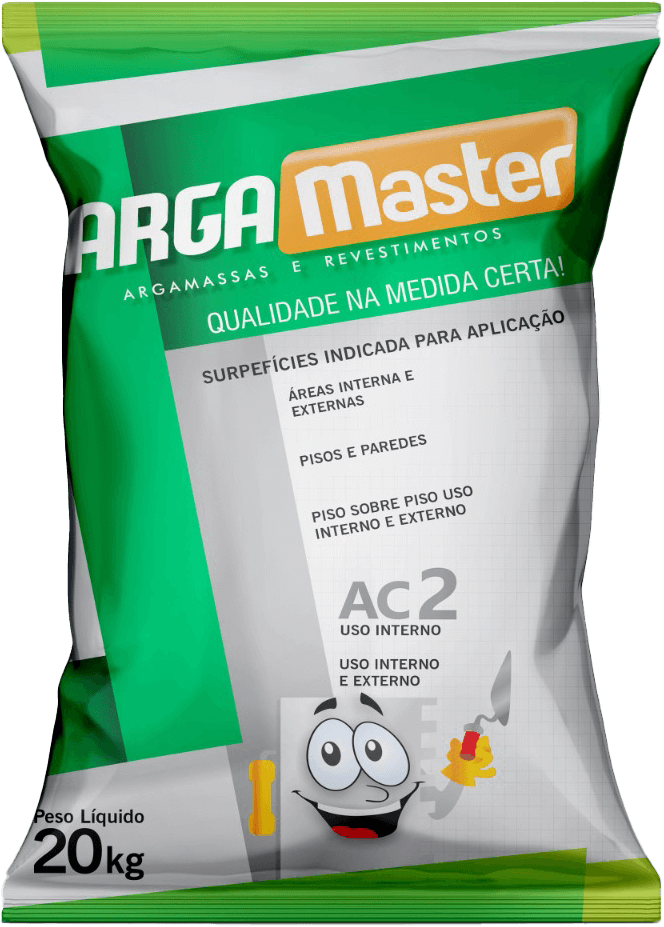 ARGA Master
ARGAMASSAS E REVESTIMENTOS
QUALIDADE NA MEDIDA CERTA!
SURPEFÍCIES INDICADA PARA APLICAÇÃO
ÁREAS INTERNA E
EXTERNAS
PISOS E PAREDES
PISO SOBRE PISO USO
INTERNO E EXTERNO
AC2
USO INTERNO
USO INTERNO
E EXTERNO
Peso Líquido
20kg